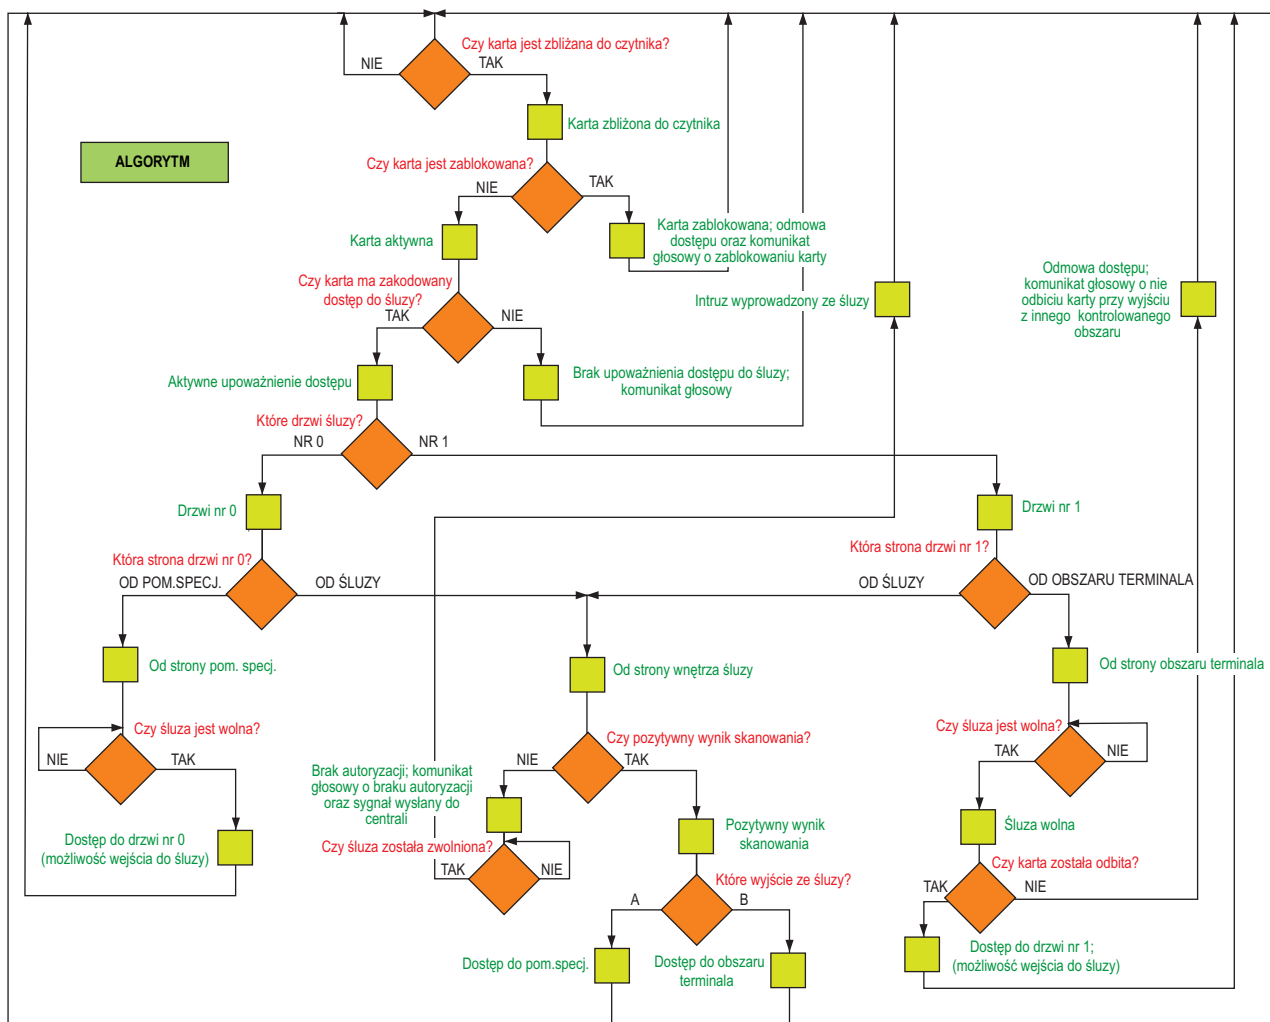 Czy karta jest zbliżana do czytnika?
NIE
TAK
Karta zbliżona do czytnika
ALGORYTM
Czy karta jest zablokowana?
NIE
TAK
Karta aktywna
Karta zablokowana; odmowa
dostępu oraz komunikat
głosowy o zablokowaniu karty
Czy karta ma zakodowany
dostęp do śluzy?
TAK
NIE
Intruz wyprowadzony ze śluzy
Odmowa dostępu;
komunikat głosowy o nie
odbiciu karty przy wyjściu
z innego kontrolowanego
obszaru
Aktywne upoważnienie dostępu
Brak upoważnienia dostępu do śluzy;
komunikat głosowy
Które drzwi śluzy?
NR 0
NR 1
Drzwi nr 0
Drzwi nr 1
Która strona drzwi nr 0?
Która strona drzwi nr 1?
OD POM.SPECJ.
OD ŚLUZY
OD ŚLUZY
OD OBSZARU TERMINALA
Od strony pom. specj.
Od strony wnętrza śluzy
Od strony obszaru terminala
Czy śluza jest wolna?
NIE
TAK
Czy pozytywny wynik skanowania?
NIE
TAK
Czy śluza jest wolna?
TAK
NIE
Brak autoryzacji; komunikat
głosowy o braku autoryzacji
oraz sygnał wysłany do
centrali
Dostęp do drzwi nr 0
(możliwość wejścia do śluzy)
Czy śluza została zwolniona?
TAK
NIE
Pozytywny wynik
skanowania
Śluza wolna
Które wyjście ze śluzy?
A
B
Czy karta została odbita?
TAK
NIE
Dostęp do pom.specj.
Dostęp do obszaru
terminala
Dostęp do drzwi nr 1;
(możliwość wejścia do śluzy)